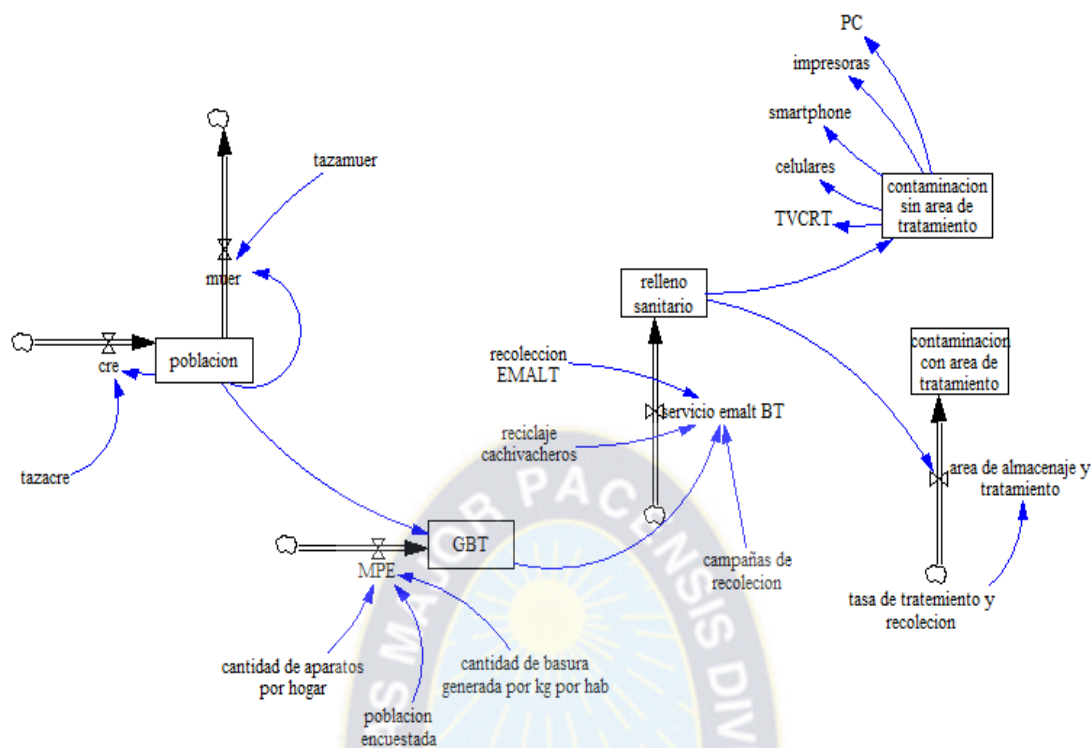 PC
impresoras
smartphone
celulares
TVCRT
contaminacion
sin area de
tratamiento
tazamuer
muer
relleno
sanitario
poblacion
cre
tazacre
recoleccion
EMALT
servicio emalt BT
reciclaje
cachivacheros
contaminacion
con area de
tratamiento
area de almacenaje y
tratamiento
GBT
MPE
campañas de
recolecion
tasa de tratemiento y
recolecion
cantidad de aparatos
por hogar
cantidad de basura
generada por kg por hab
poblacion
encuestada
S MAJOR PACENSIS DIV